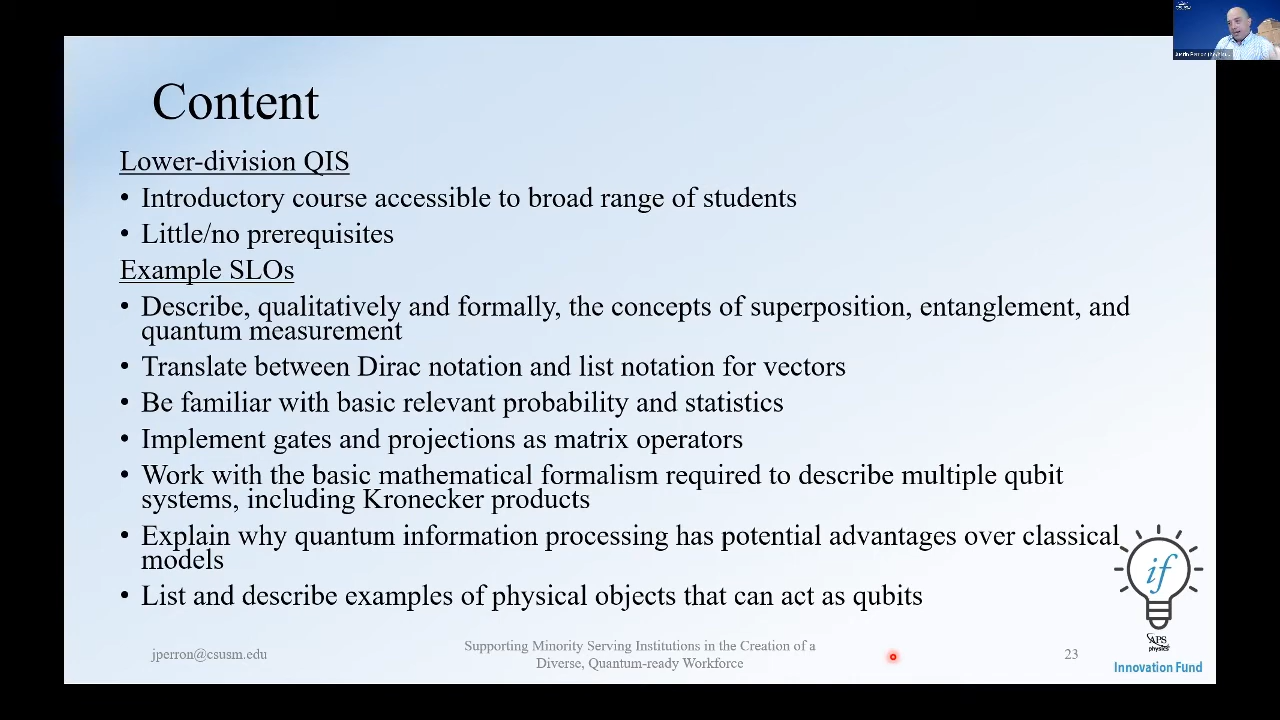 Content
Lower-division QIS
• Introductory course accessible to broad range of students
• Little/no prerequisites
Example SLOs
• Describe, qualitatively and formally, the concepts of superposition, entanglement, and
quantum measurement
• Translate between Dirac notation and list notation for vectors
• Be familiar with basic relevant probability and statistics
• Implement gates and projections as matrix operators
• Work with the basic mathematical formalism required to describe multiple qubit
systems, including Kronecker products
• Explain why quantum information processing has potential advantages over classical
models
• List and describe examples of physical objects that can act as qubits
if
APS
physics
Innovation Fund
jperron@csusm.edu
Supporting Minority Serving Institutions in the Creation of a
Diverse, Quantum-ready Workforce
23